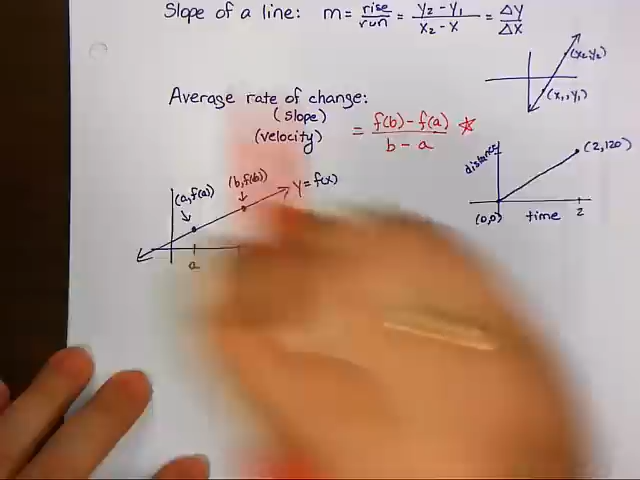 Slope of a line: m = rise/run = y₂ - y₁/x₂ - x = Δy/Δx
(x₂,y₂)
(x₁,y₁)
Average rate of change:
(slope)
(velocity) = f(b) - f(a)/b - a ☆
distance
(2,120)
(0,0) time 2
(a,f(a)) (b,f(b)) y = f(x)
a